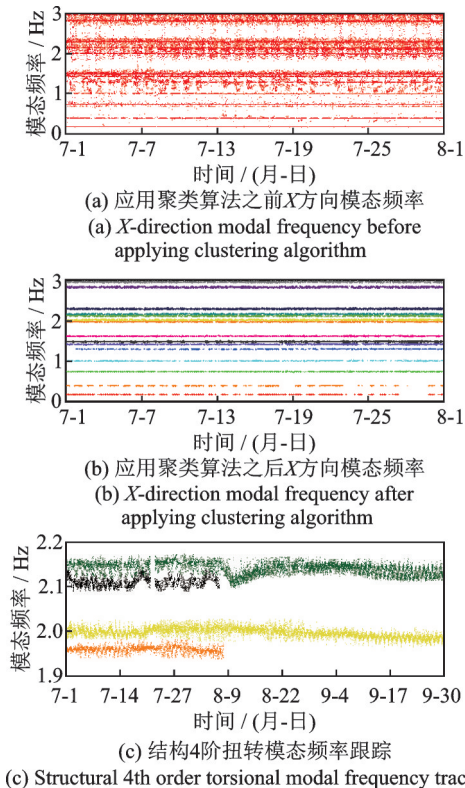 3
2
1
0
模态频率 / Hz
7-1 7-7 7-13 7-19 7-25 8-1
时间 / (月-日)
(a) 应用聚类算法之前X方向模态频率
(a) X-direction modal frequency before
applying clustering algorithm
3
2
1
0
模态频率 / Hz
7-1 7-7 7-13 7-19 7-25 8-1
时间 / (月-日)
(b) 应用聚类算法之后X方向模态频率
(b) X-direction modal frequency after
applying clustering algorithm
2.2
2.1
2.0
1.9
模态频率 / Hz
7-1 7-14 7-27 8-9 8-22 9-4 9-17 9-30
时间 / (月-日)
(c) 结构4阶扭转模态频率跟踪
(c) Structural 4th order torsional modal frequency trac